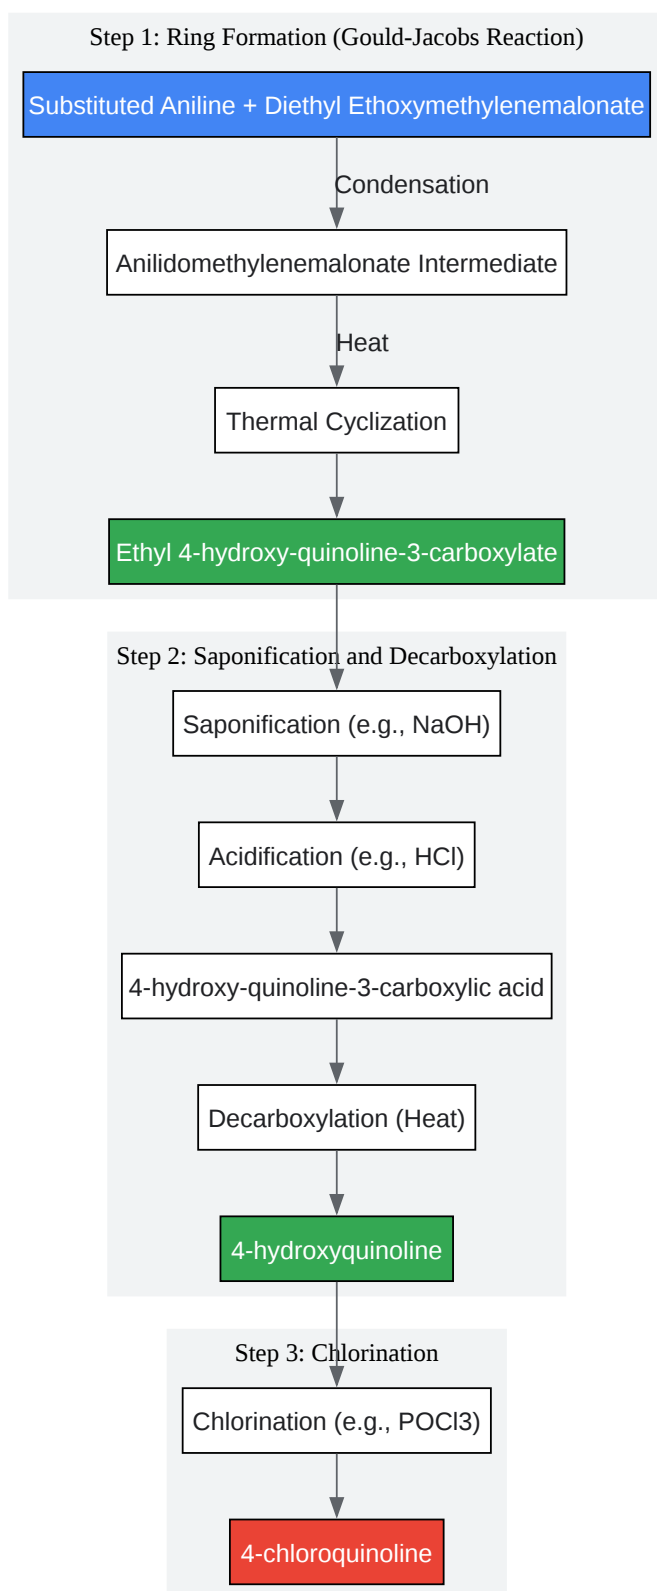 Step 1: Ring Formation (Gould-Jacobs Reaction)
Substituted Aniline + Diethyl Ethoxymethylenemalonate
Condensation
Anilidomethylenemalonate Intermediate
Heat
Thermal Cyclization
Ethyl 4-hydroxy-quinoline-3-carboxylate
Step 2: Saponification and Decarboxylation
Saponification (e.g., NaOH)
Acidification (e.g., HCl)
4-hydroxy-quinoline-3-carboxylic acid
Decarboxylation (Heat)
4-hydroxyquinoline
Step 3: Chlorination
Chlorination (e.g., POCl3)
4-chloroquinoline